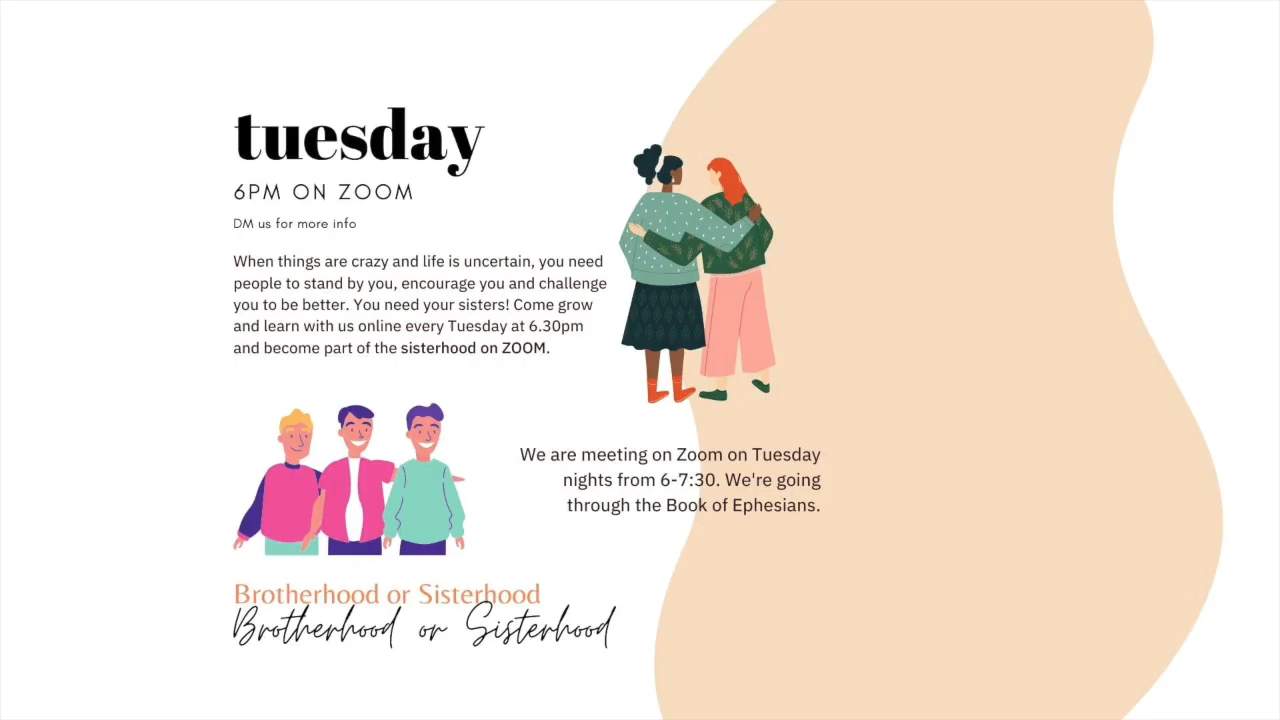 tuesday
6PM ON ZOOM
DM us for more info
When things are crazy and life is uncertain, you need
people to stand by you, encourage you and challenge
you to be better. You need your sisters! Come grow
and learn with us online every Tuesday at 6.30pm
and become part of the sisterhood on ZOOM.
We are meeting on Zoom on Tuesday
nights from 6-7:30. We're going
through the Book of Ephesians.
Brotherhood or Sisterhood
Brotherhood or Sisterhood